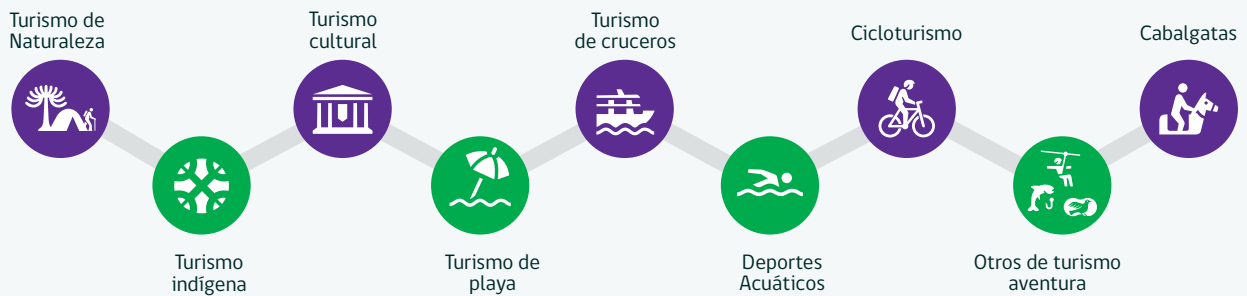 Turismo de
Naturaleza
Turismo
indígena
Turismo
cultural
Turismo de
playa
Turismo
de cruceros
Deportes
Acuáticos
Cicloturismo
Otros de turismo
aventura
Cabalgatas